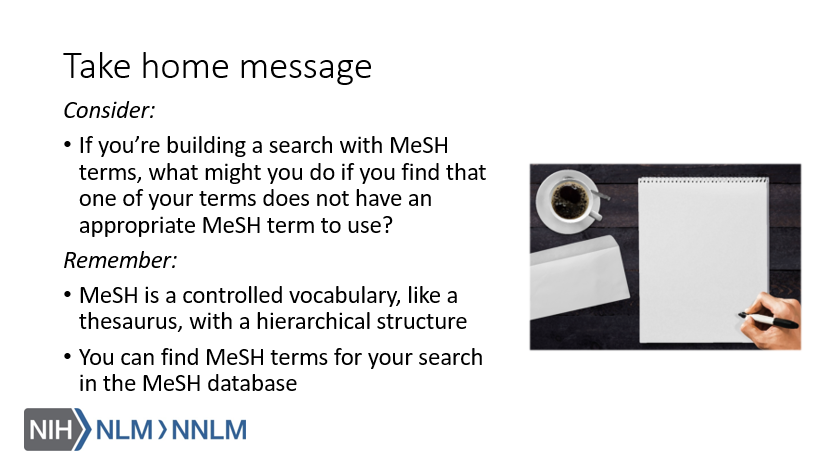 Take home message
Consider:
• If you’re building a search with MeSH
terms, what might you do if you find that
one of your terms does not have an
appropriate MeSH term to use?
Remember:
• MeSH is a controlled vocabulary, like a
thesaurus, with a hierarchical structure
• You can find MeSH terms for your search
in the MeSH database
NIH NLM NNLM